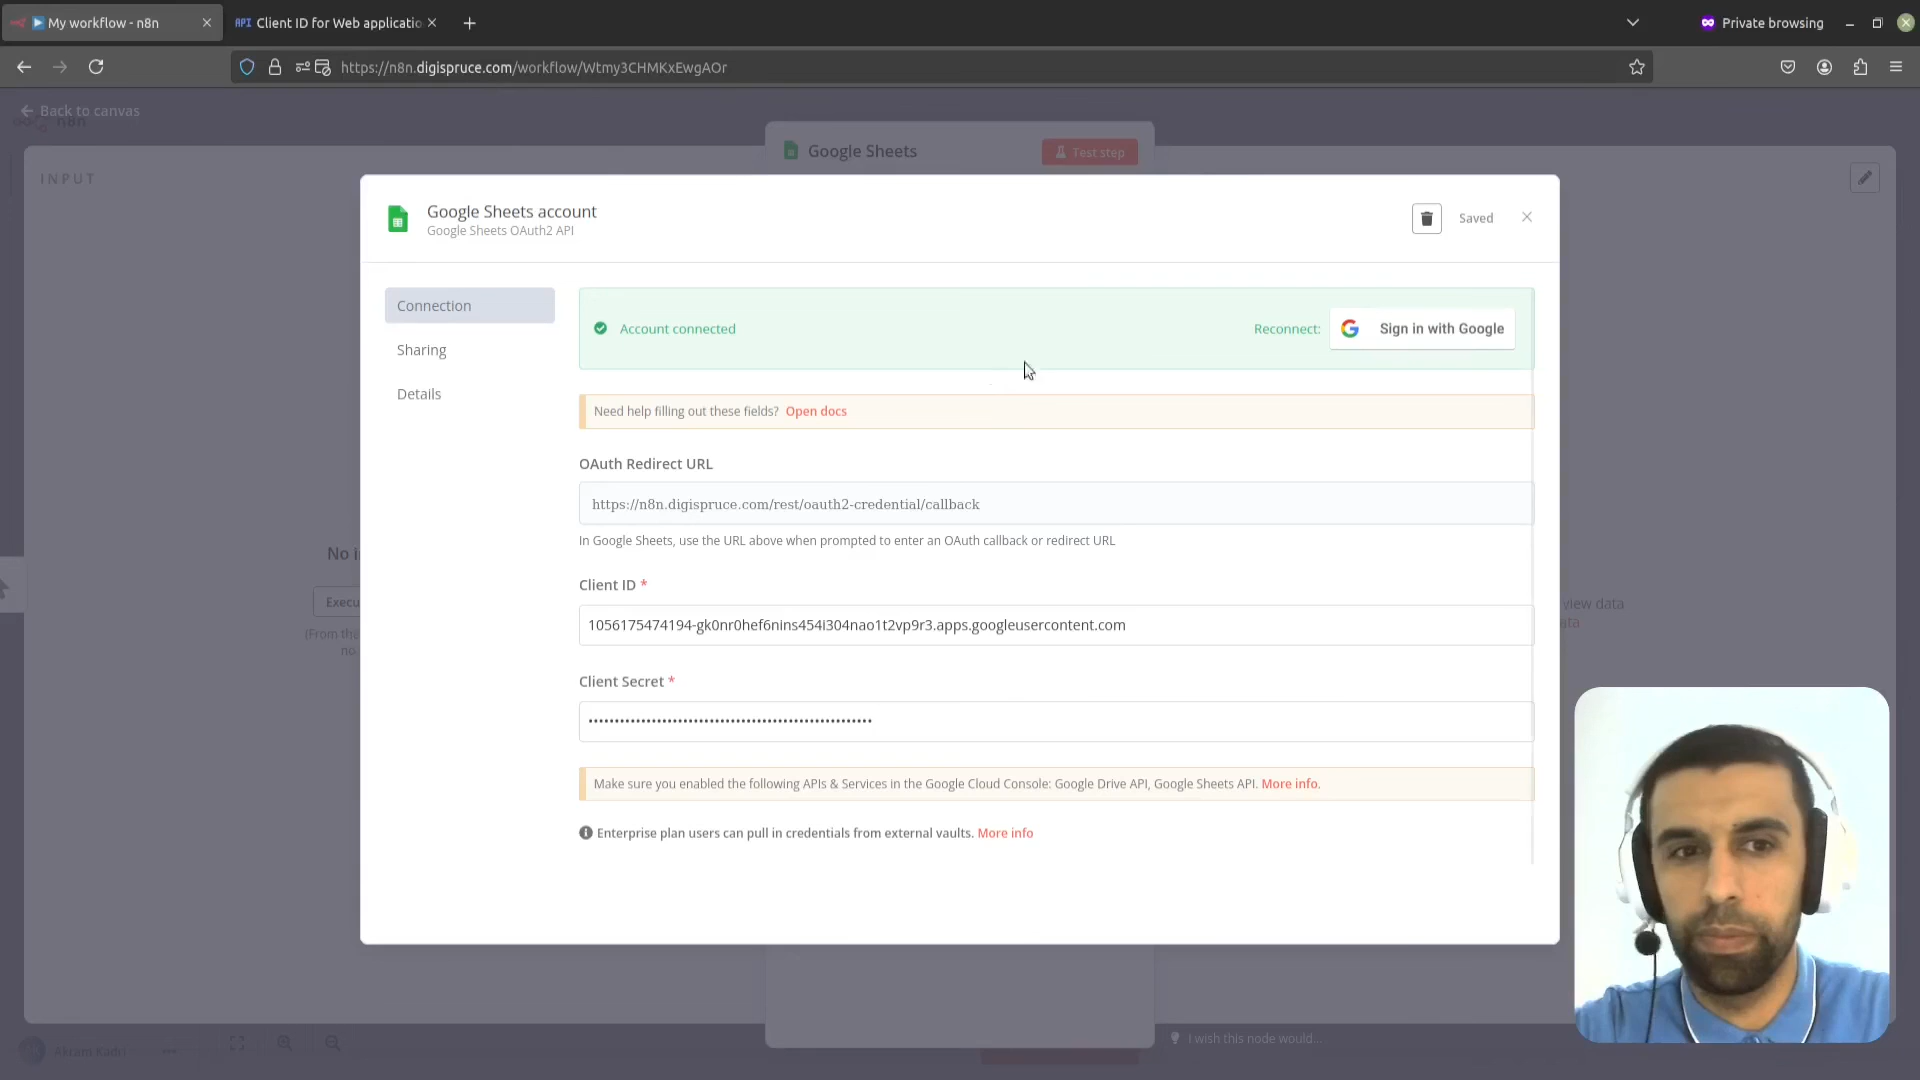 My workflow - n8n
API Client ID for Web applicatio
Private browsing
https://n8n.digispruce.com/workflow/Wtmy3CHMKxEwgAOr
Back to canvas
n8n
Google Sheets
Test step
INPUT
Google Sheets account
Google Sheets OAuth2 API
Saved
Connection
Sharing
Details
Account connected
Reconnect:
Sign in with Google
Need help filling out these fields? Open docs
OAuth Redirect URL
https://n8n.digispruce.com/rest/oauth2-credential/callback
In Google Sheets, use the URL above when prompted to enter an OAuth callback or redirect URL
Client ID *
1056175474194-gk0nr0hef6nins454i304nao1t2vp9r3.apps.googleusercontent.com
Client Secret *
Make sure you enabled the following APIs & Services in the Google Cloud Console: Google Drive API, Google Sheets API. More info.
Enterprise plan users can pull in credentials from external vaults. More info
No i
Execu
(From th
no
view data
ata
Akram Kadri
I wish this node would...